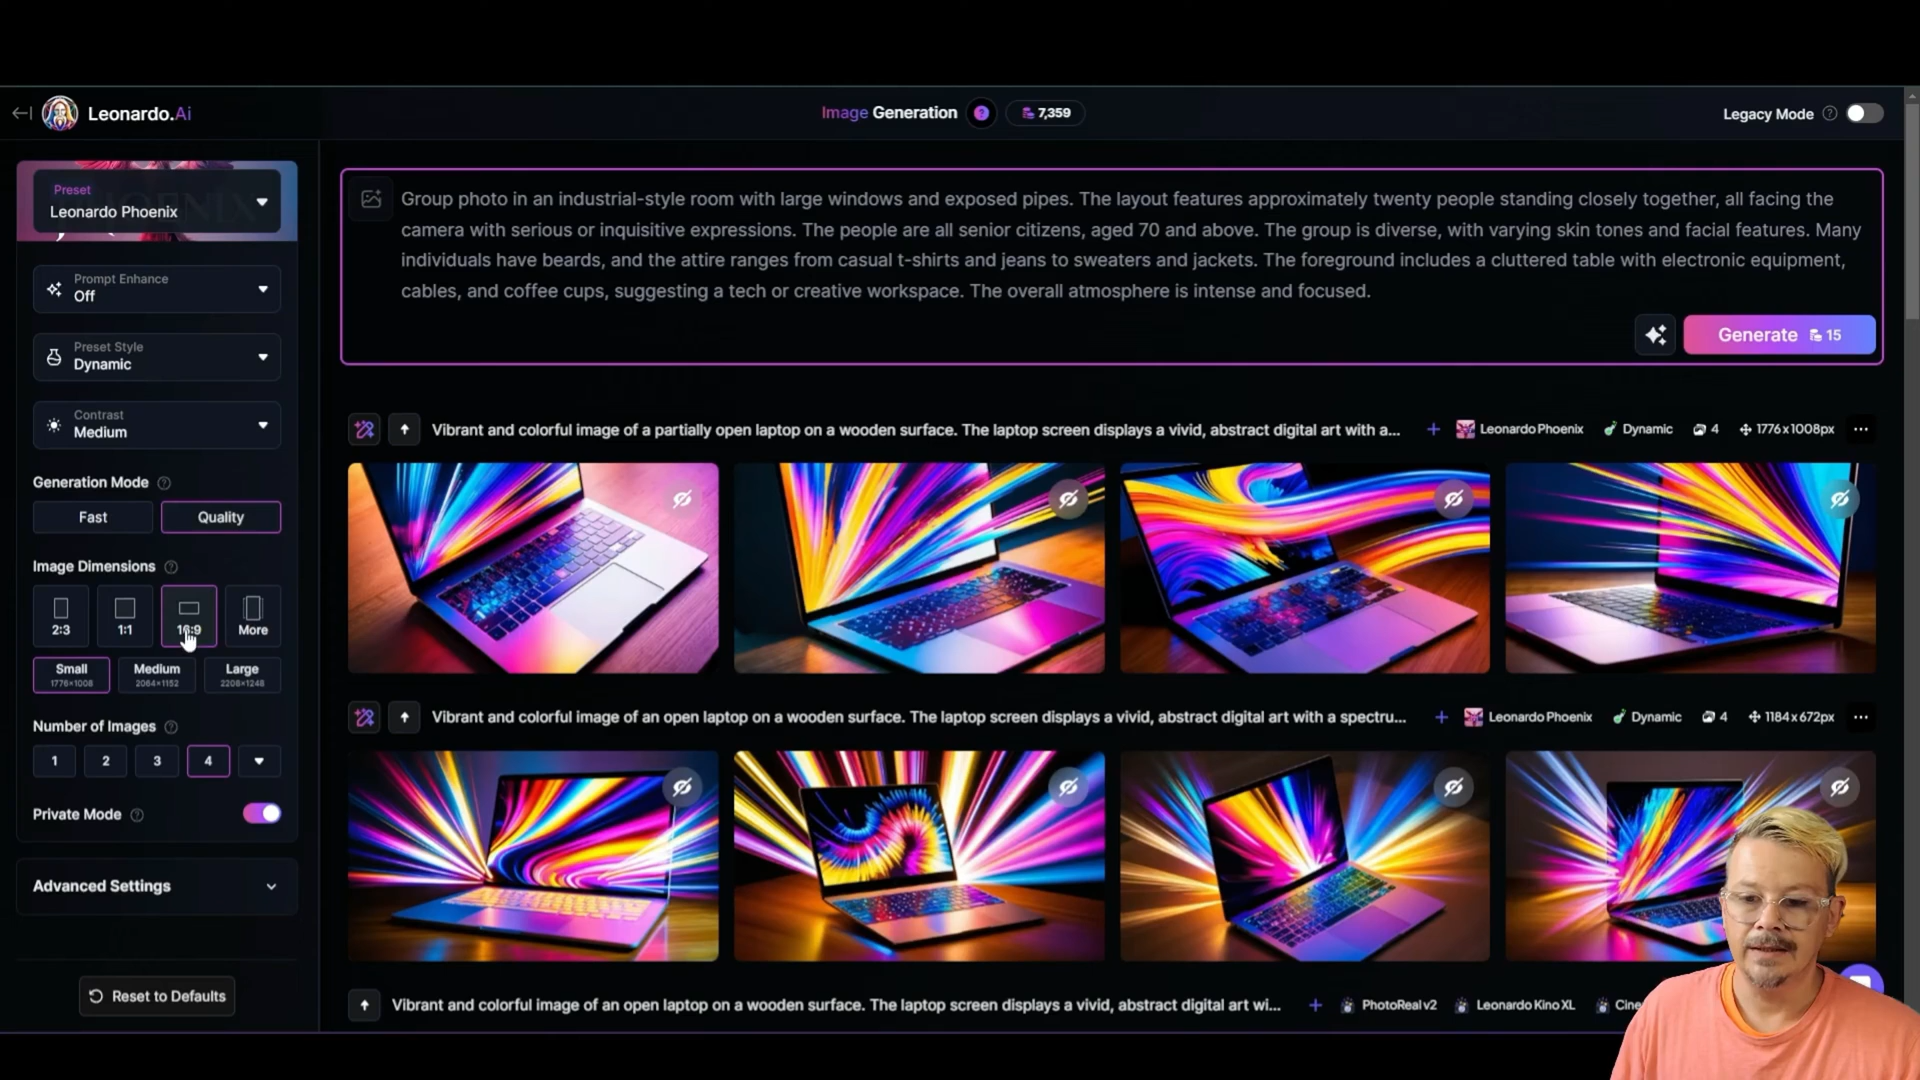 Leonardo.Ai
Image Generation
7,359
Legacy Mode
Preset
Leonardo Phoenix
Prompt Enhance
Off
Preset Style
Dynamic
Contrast
Medium
Generation Mode
Fast
Quality
Image Dimensions
2:3
1:1
16:9
More
Small
1776×1008
Medium
2064×1152
Large
2208×1248
Number of Images
1
2
3
4
Private Mode
Advanced Settings
Reset to Defaults
Group photo in an industrial-style room with large windows and exposed pipes. The layout features approximately twenty people standing closely together, all facing the
camera with serious or inquisitive expressions. The people are all senior citizens, aged 70 and above. The group is diverse, with varying skin tones and facial features. Many
individuals have beards, and the attire ranges from casual t-shirts and jeans to sweaters and jackets. The foreground includes a cluttered table with electronic equipment,
cables, and coffee cups, suggesting a tech or creative workspace. The overall atmosphere is intense and focused.
Generate 15
Vibrant and colorful image of a partially open laptop on a wooden surface. The laptop screen displays a vivid, abstract digital art with a...
Leonardo Phoenix
Dynamic
4
1776x1008px
Vibrant and colorful image of an open laptop on a wooden surface. The laptop screen displays a vivid, abstract digital art with a spectru...
Leonardo Phoenix
Dynamic
4
1184x672px
Vibrant and colorful image of an open laptop on a wooden surface. The laptop screen displays a vivid, abstract digital art wi...
PhotoReal v2
Leonardo Kino XL
Cine